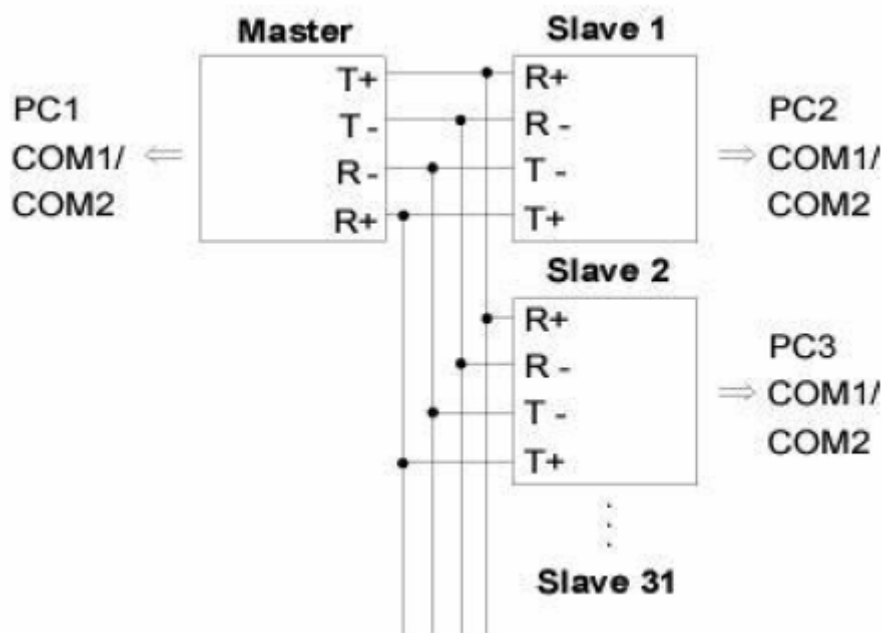 Master
T+
T -
R -
R+
PC1
COM1/
COM2
Slave 1
R+
R -
T -
T+
PC2
COM1/
COM2
Slave 2
R+
R -
T -
T+
PC3
COM1/
COM2
Slave 31